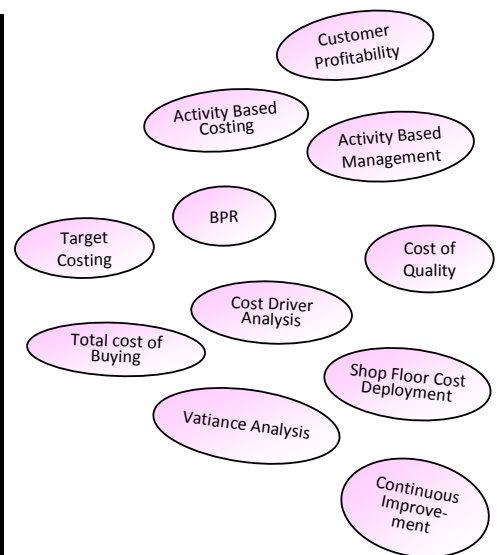 Customer
Profitability
Activity Based
Costing
Activity Based
Management
BPR
Target
Costing
Cost of
Quality
Cost Driver
Analysis
Total cost of
Buying
Shop Floor Cost
Deployment
Vatiance Analysis
Continuous
Improve-
ment